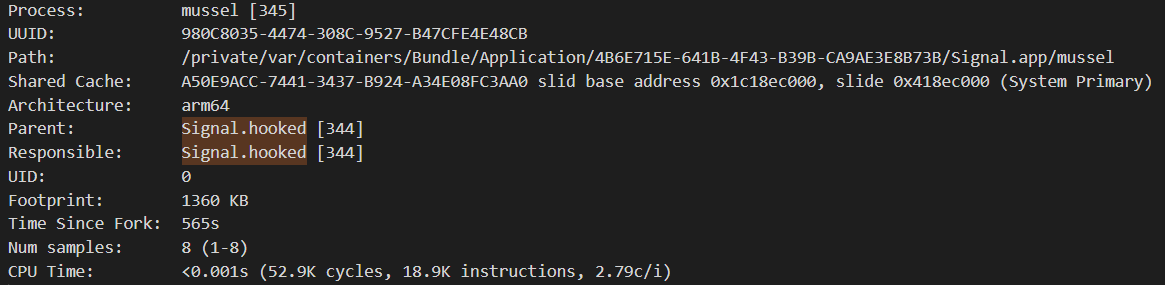 Process: mussel [345]
UUID: 980C8035-4474-308C-9527-B47CFE4E48CB
Path: /private/var/containers/Bundle/Application/4B6E715E-641B-4F43-B39B-CA9AE3E8B73B/Signal.app/mussel
Shared Cache: A50E9ACC-7441-3437-B924-A34E08FC3AA0 slid base address 0x1c18ec000, slide 0x418ec000 (System Primary)
Architecture: arm64
Parent: Signal.hooked [344]
Responsible: Signal.hooked [344]
UID: 0
Footprint: 1360 KB
Time Since Fork: 565s
Num samples: 8 (1-8)
CPU Time: <0.001s (52.9K cycles, 18.9K instructions, 2.79c/i)